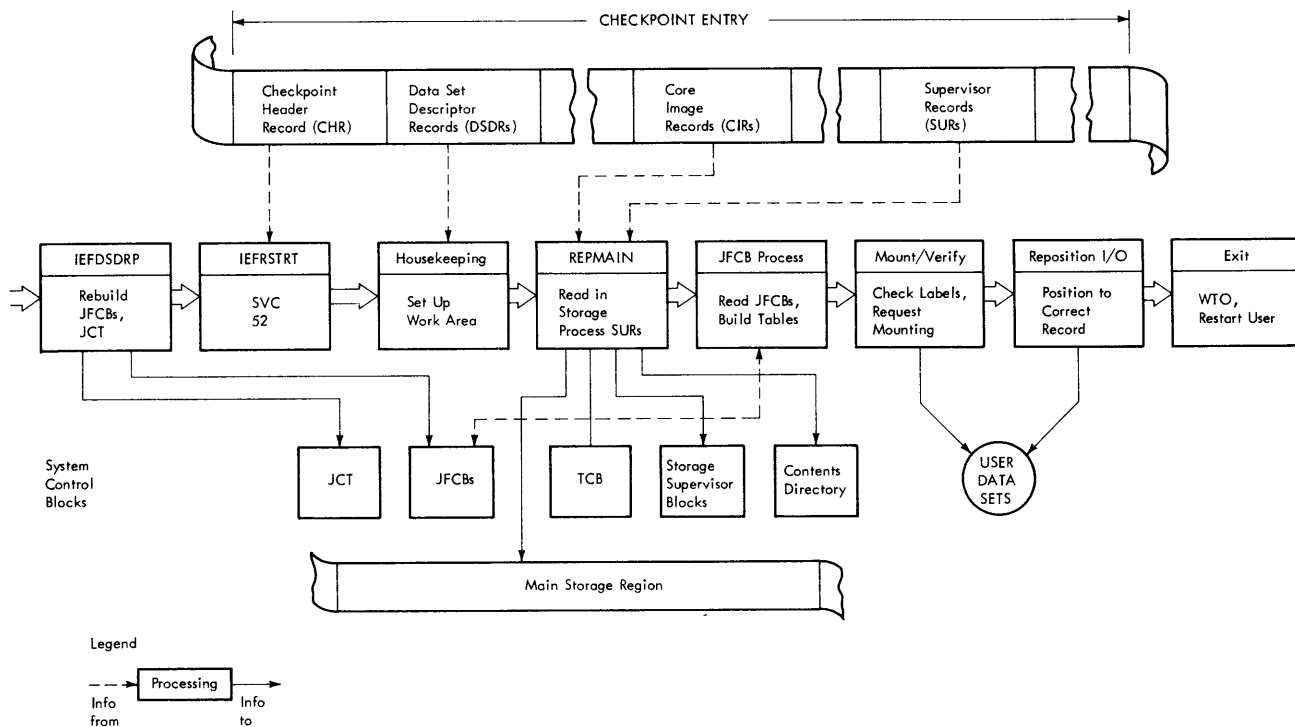 CHECKPOINT ENTRY
Checkpoint
Header
Record (CHR)
Data Set
Descriptor
Records (DSDRs)
Core
Image
Records (CIRs)
Supervisor
Records
(SURs)
IEFDSDRP
Rebuild
JFCBs,
JCT
IEFRSTRT
SVC
52
Housekeeping
Set Up
Work Area
REPMAIN
Read in
Storage
Process SURs
JFCB Process
Read JFCBs,
Build Tables
Mount/Verify
Check Labels,
Request
Mounting
Reposition I/O
Position to
Correct
Record
Exit
WTO,
Restart User
System
Control
Blocks
JCT
JFCBs
TCB
Storage
Supervisor
Blocks
Contents
Directory
USER
DATA
SETS
Main Storage Region
Legend
Processing
Info
from
Info
to